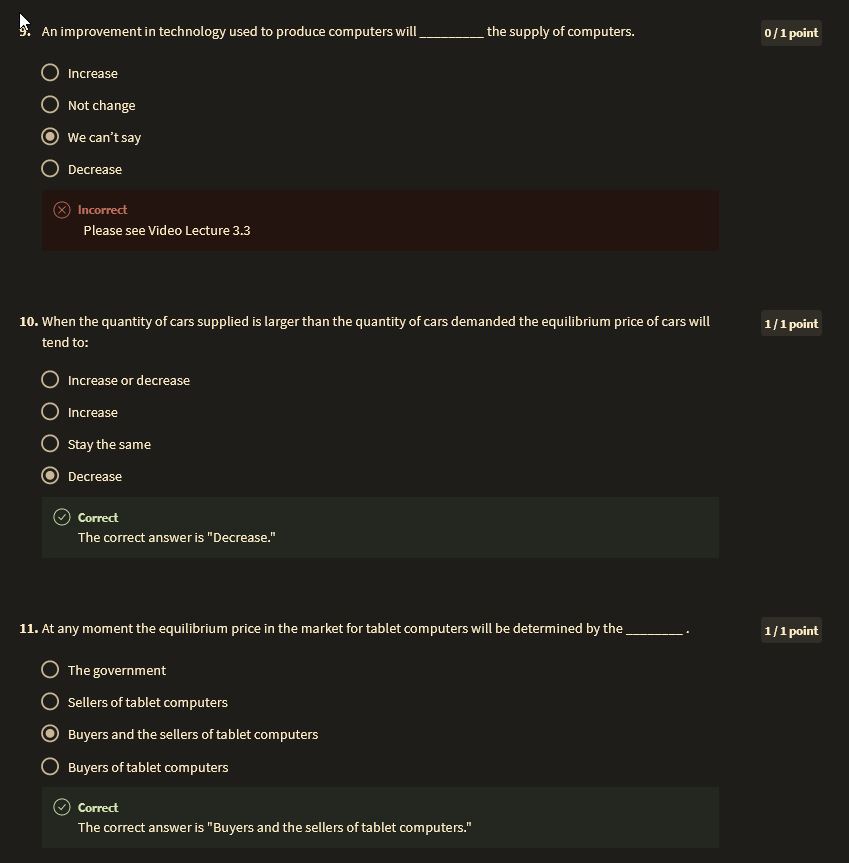 9. An improvement in technology used to produce computers will _________ the supply of computers.
0 / 1 point
Increase
Not change
We can't say
Decrease
Incorrect
Please see Video Lecture 3.3
10. When the quantity of cars supplied is larger than the quantity of cars demanded the equilibrium price of cars will
tend to:
1 / 1 point
Increase or decrease
Increase
Stay the same
Decrease
Correct
The correct answer is "Decrease."
11. At any moment the equilibrium price in the market for tablet computers will be determined by the ________ .
1 / 1 point
The government
Sellers of tablet computers
Buyers and the sellers of tablet computers
Buyers of tablet computers
Correct
The correct answer is "Buyers and the sellers of tablet computers."